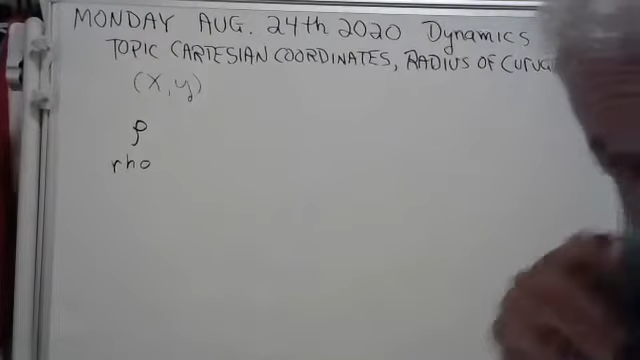 MONDAY AUG. 24th 2020 Dynamics
TOPIC CARTESIAN COORDINATES, RADIUS OF
(X, y)
ρ
rho